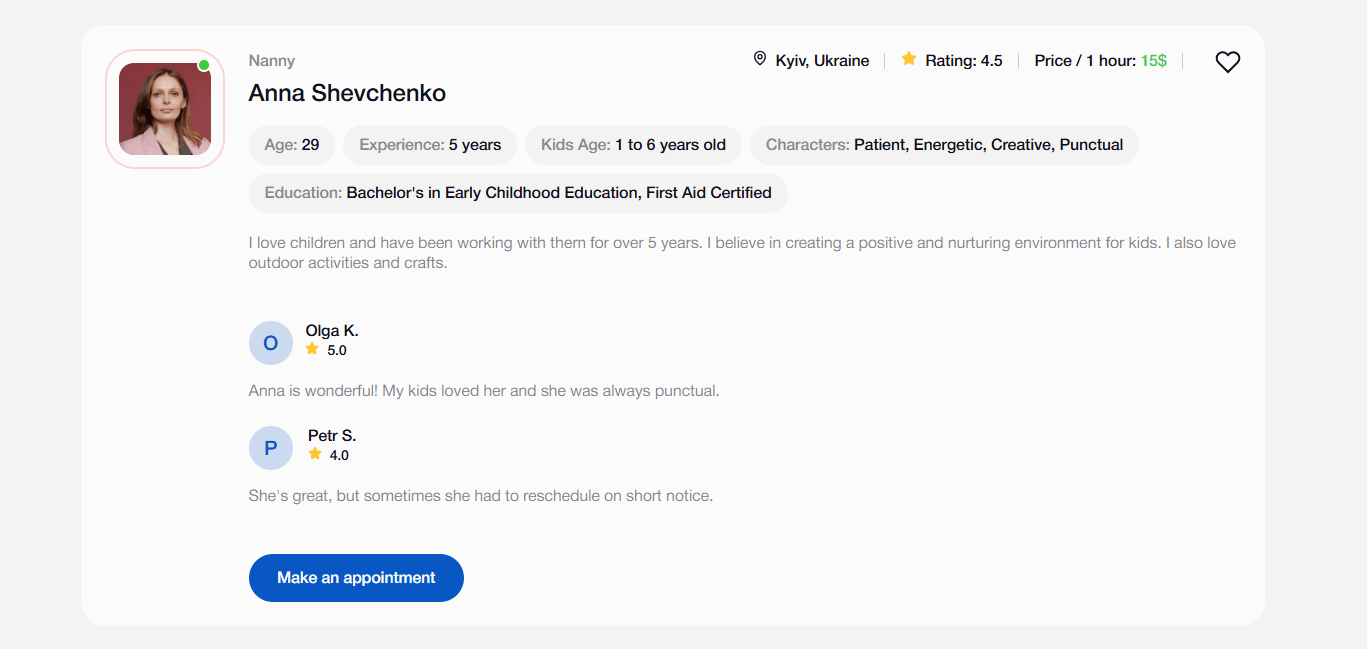 Nanny
Kyiv, Ukraine
Rating: 4.5
Price / 1 hour: 15$
Anna Shevchenko
Age: 29
Experience: 5 years
Kids Age: 1 to 6 years old
Characters: Patient, Energetic, Creative, Punctual
Education: Bachelor's in Early Childhood Education, First Aid Certified
I love children and have been working with them for over 5 years. I believe in creating a positive and nurturing environment for kids. I also love
outdoor activities and crafts.
O
Olga K.
5.0
Anna is wonderful! My kids loved her and she was always punctual.
P
Petr S.
4.0
She's great, but sometimes she had to reschedule on short notice.
Make an appointment